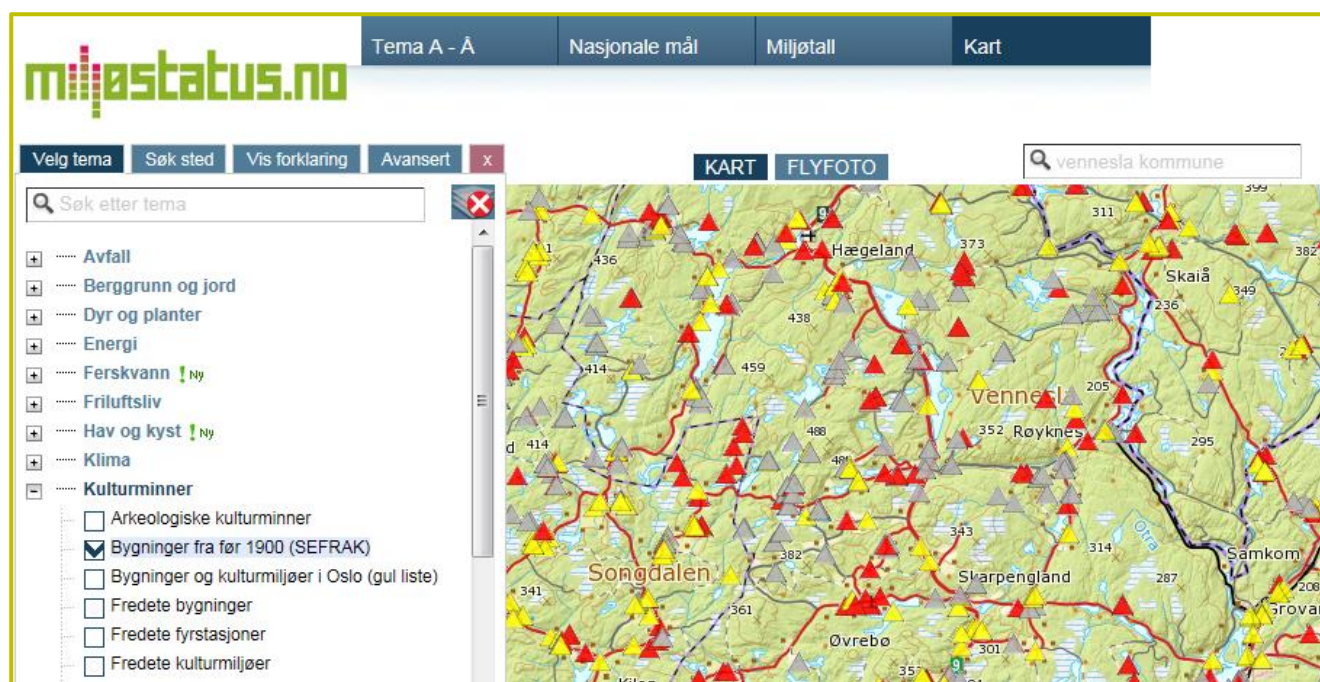 miljøstatus.no
Tema A - Å
Nasjonale mål
Miljøtall
Kart
Velg tema
Søk sted
Vis forklaring
Avansert
x
KART
FLYFOTO
vennesla kommune
Søk etter tema
Avfall
Berggrunn og jord
Dyr og planter
Energi
Ferskvann ! Ny
Friluftsliv
Hav og kyst ! Ny
Klima
Kulturminner
Arkeologiske kulturminner
Bygninger fra før 1900 (SEFRAK)
Bygninger og kulturmiljøer i Oslo (gul liste)
Fredete bygninger
Fredete fyrstasjoner
Fredete kulturmiljøer
399
9
311
Hægeland
373
382
436
Skaiå
349
236
438
414
459
Vennesl
205
488
352
Røyknes
295
414
382
314
Otra
Samkom
Songdalen
Skarpengland
287
341
361
208
Grova
Øvrebø
301
9